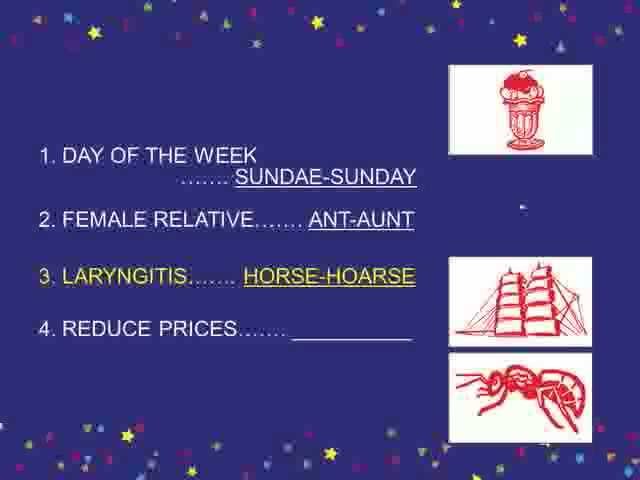 1. DAY OF THE WEEK
....... SUNDAE-SUNDAY
2. FEMALE RELATIVE....... ANT-AUNT
3. LARYNGITIS....... HORSE-HOARSE
4. REDUCE PRICES....... __________